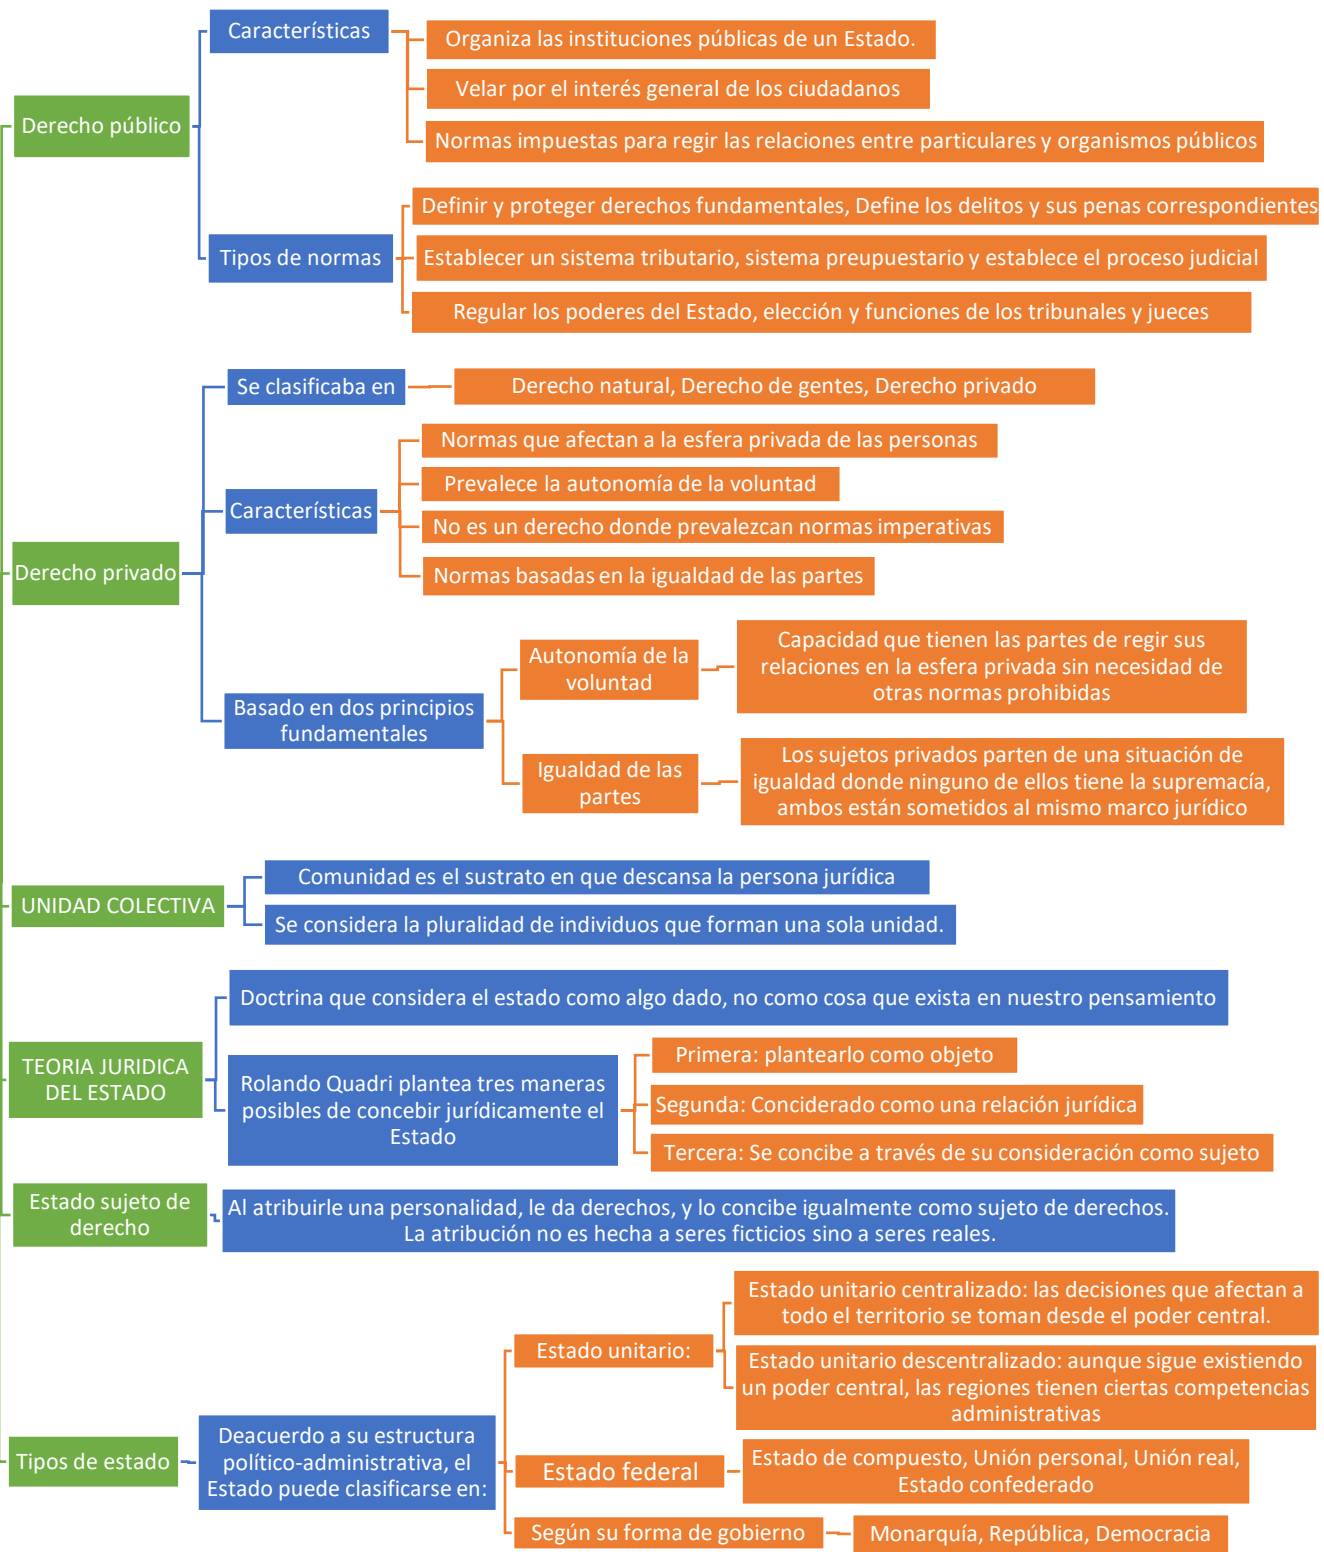 Derecho público
Características
Organiza las instituciones públicas de un Estado.
Velar por el interés general de los ciudadanos
Normas impuestas para regir las relaciones entre particulares y organismos públicos
Tipos de normas
Definir y proteger derechos fundamentales, Define los delitos y sus penas correspondientes
Establecer un sistema tributario, sistema preupuestario y establece el proceso judicial
Regular los poderes del Estado, elección y funciones de los tribunales y jueces
Derecho privado
Se clasificaba en
Derecho natural, Derecho de gentes, Derecho privado
Características
Normas que afectan a la esfera privada de las personas
Prevalece la autonomía de la voluntad
No es un derecho donde prevalezcan normas imperativas
Normas basadas en la igualdad de las partes
Basado en dos principios
fundamentales
Autonomía de la
voluntad
Capacidad que tienen las partes de regir sus
relaciones en la esfera privada sin necesidad de
otras normas prohibidas
Igualdad de las
partes
Los sujetos privados parten de una situación de
igualdad donde ninguno de ellos tiene la supremacía,
ambos están sometidos al mismo marco jurídico
UNIDAD COLECTIVA
Comunidad es el sustrato en que descansa la persona jurídica
Se considera la pluralidad de individuos que forman una sola unidad.
TEORIA JURIDICA
DEL ESTADO
Doctrina que considera el estado como algo dado, no como cosa que exista en nuestro pensamiento
Rolando Quadri plantea tres maneras
posibles de concebir jurídicamente el
Estado
Primera: plantearlo como objeto
Segunda: Conciderado como una relación jurídica
Tercera: Se concibe a través de su consideración como sujeto
Estado sujeto de
derecho
Al atribuirle una personalidad, le da derechos, y lo concibe igualmente como sujeto de derechos.
La atribución no es hecha a seres ficticios sino a seres reales.
Tipos de estado
Deacuerdo a su estructura
político-administrativa, el
Estado puede clasificarse en:
Estado unitario:
Estado unitario centralizado: las decisiones que afectan a
todo el territorio se toman desde el poder central.
Estado unitario descentralizado: aunque sigue existiendo
un poder central, las regiones tienen ciertas competencias
administrativas
Estado federal
Estado de compuesto, Unión personal, Unión real,
Estado confederado
Según su forma de gobierno
Monarquía, República, Democracia